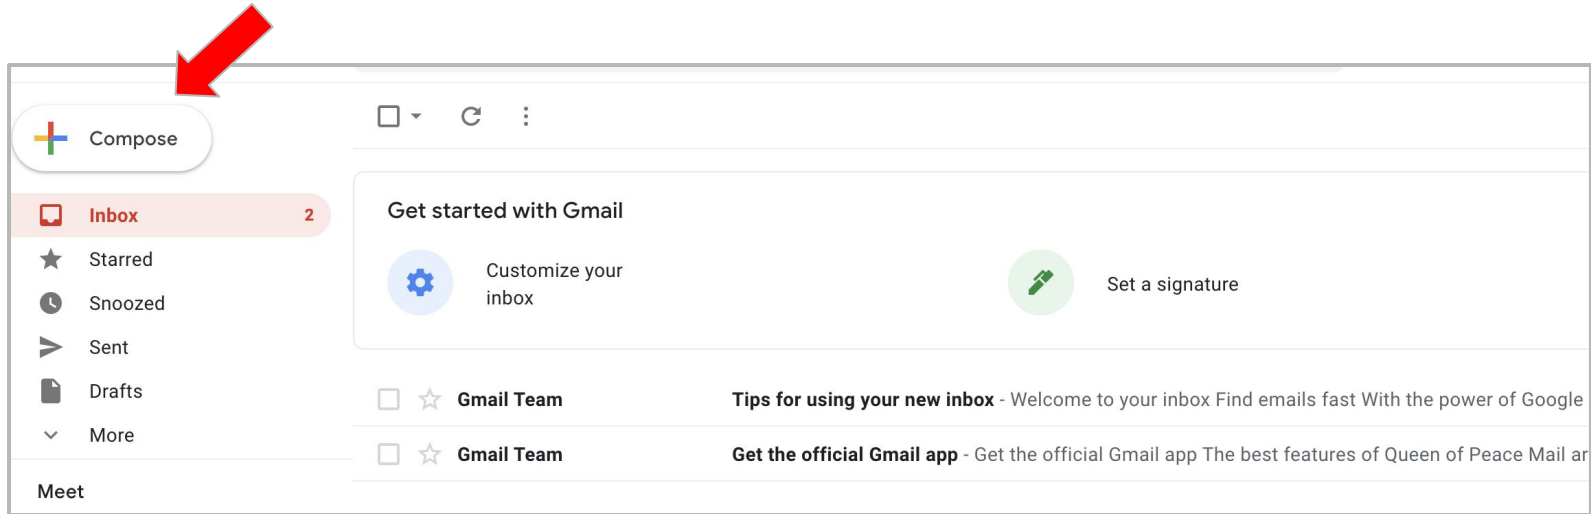 Compose
Inbox 2
Starred
Snoozed
Sent
Drafts
More
Meet
Get started with Gmail
Customize your
inbox
Set a signature
Gmail Team Tips for using your new inbox - Welcome to your inbox Find emails fast With the power of Google
Gmail Team Get the official Gmail app - Get the official Gmail app The best features of Queen of Peace Mail ar